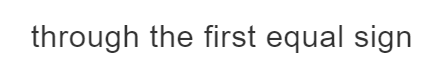 through the first equal sign